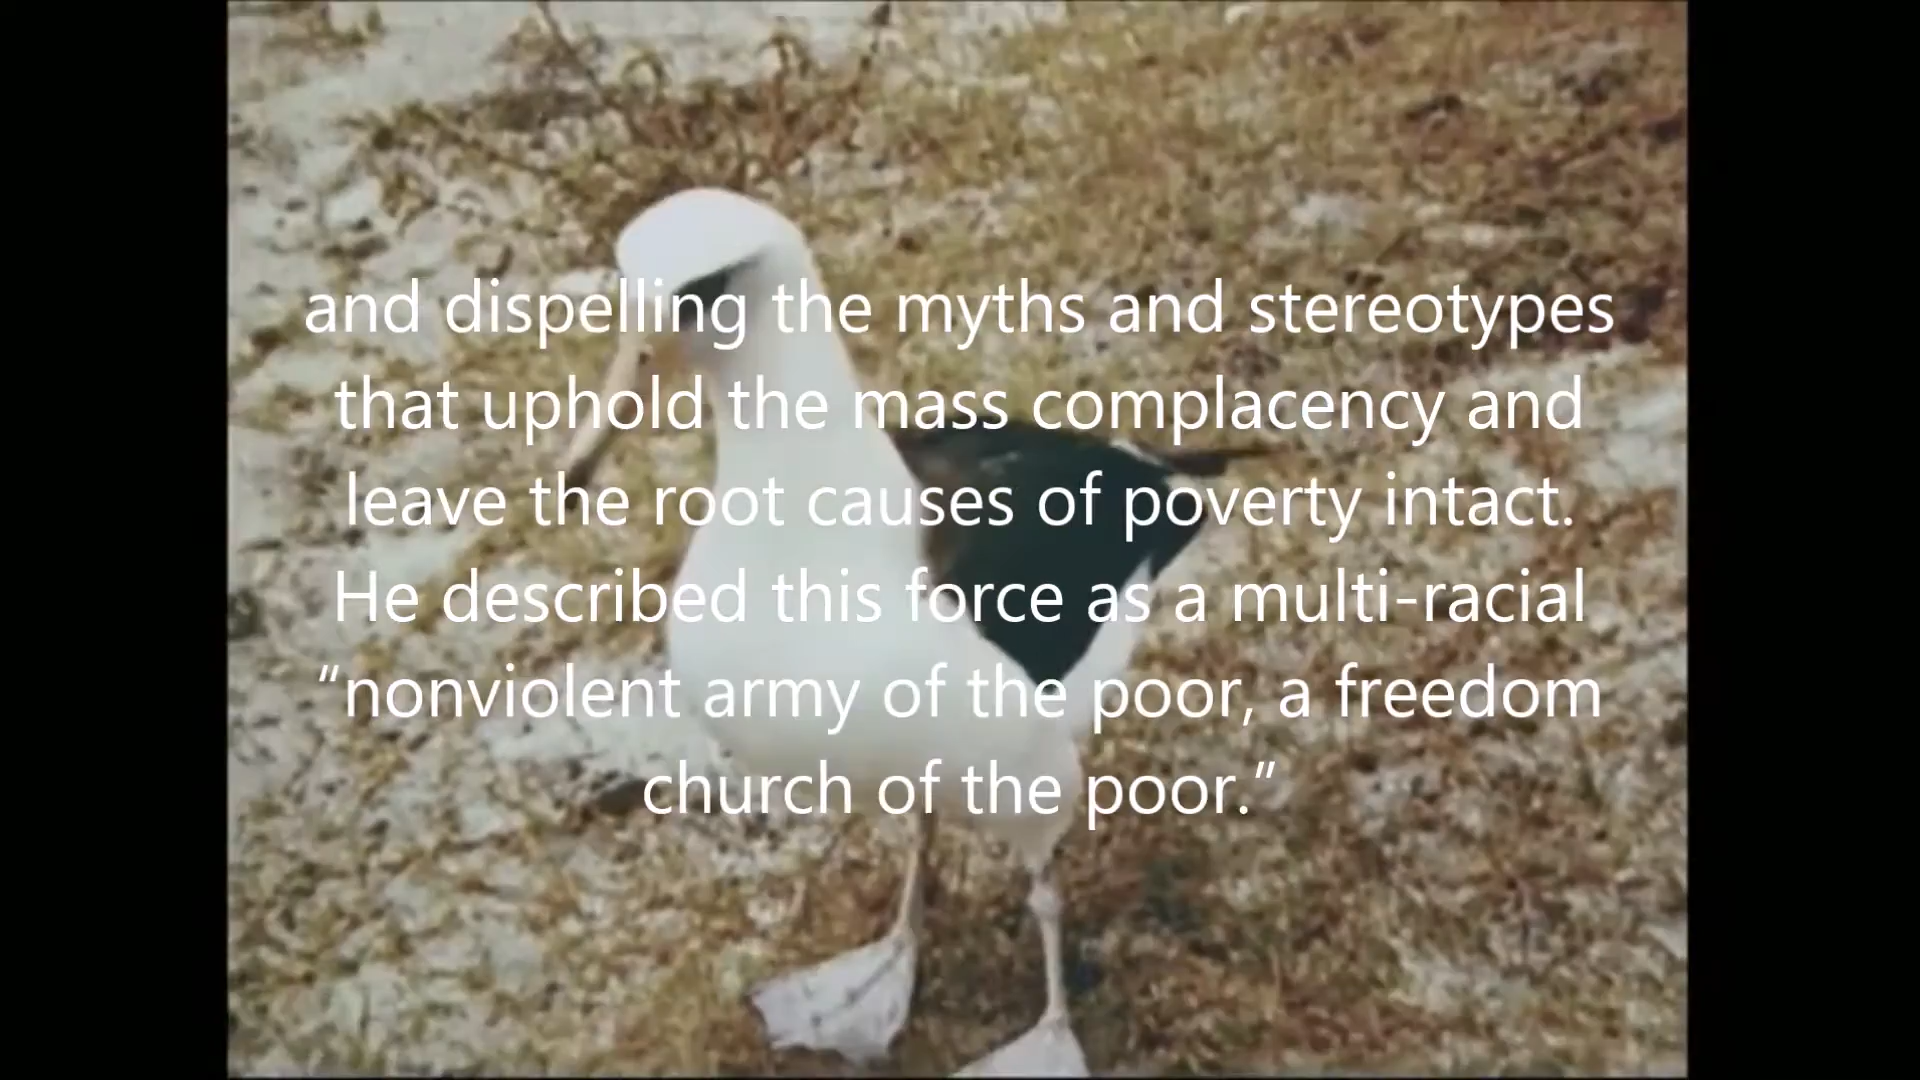 and dispelling the myths and stereotypes
that uphold the mass complacency and
leave the root causes of poverty intact.
He described this force as a multi-racial
“nonviolent army of the poor, a freedom
church of the poor.”